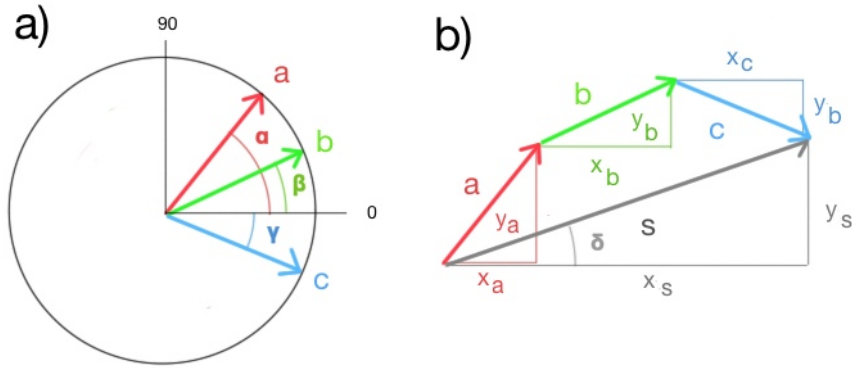 a)
90
a
α
b
β
0
γ
c
b)
x_c
b
y_b
y_b
c
x_b
a
y_a
s
y_s
δ
x_a
x_s